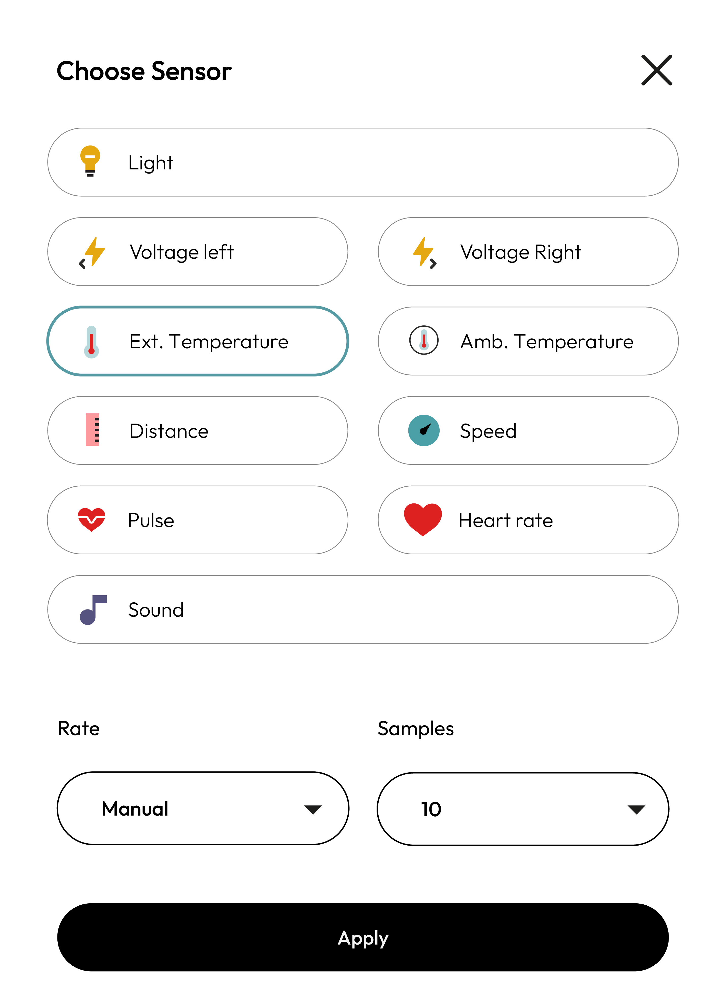 Choose Sensor
Light
Voltage left
Voltage Right
Ext. Temperature
Amb. Temperature
Distance
Speed
Pulse
Heart rate
Sound
Rate
Samples
Manual
10
Apply